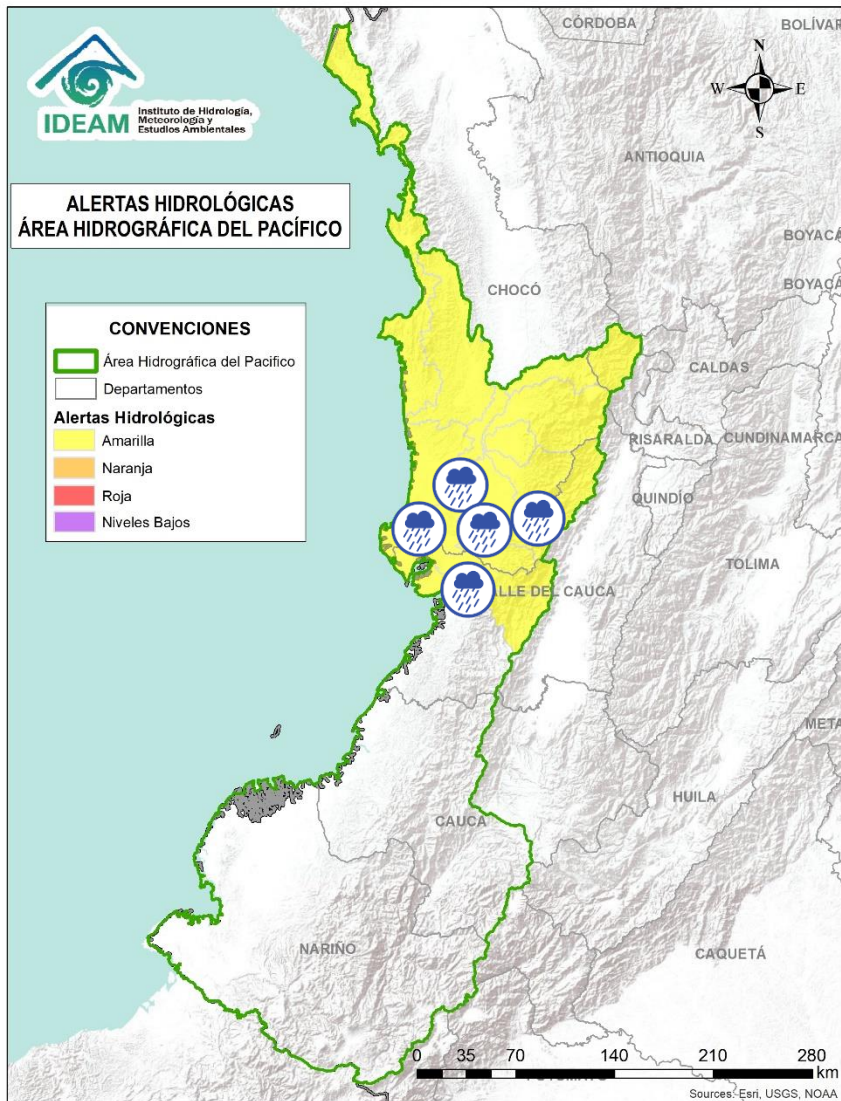 CÓRDOBA
BOLÍVAR
N
W
E
S
IDEAM
Instituto de Hidrología,
Meteorología y
Estudios Ambientales
ANTIOQUIA
ALERTAS HIDROLÓGICAS
ÁREA HIDROGRÁFICA DEL PACÍFICO
BOYACÁ
BOYACÁ
CHOCÓ
CONVENCIONES
Área Hidrográfica del Pacifico
Departamentos
Alertas Hidrológicas
Amarilla
Naranja
Roja
Niveles Bajos
CALDAS
RISARALDA
CUNDINAMARCA
QUINDÍO
TOLIMA
ALLE DEL CAUCA
META
HUILA
CAUCA
NARIÑO
CAQUETÁ
0 35 70 140 210 280
km
Sources: Esri, USGS, NOAA